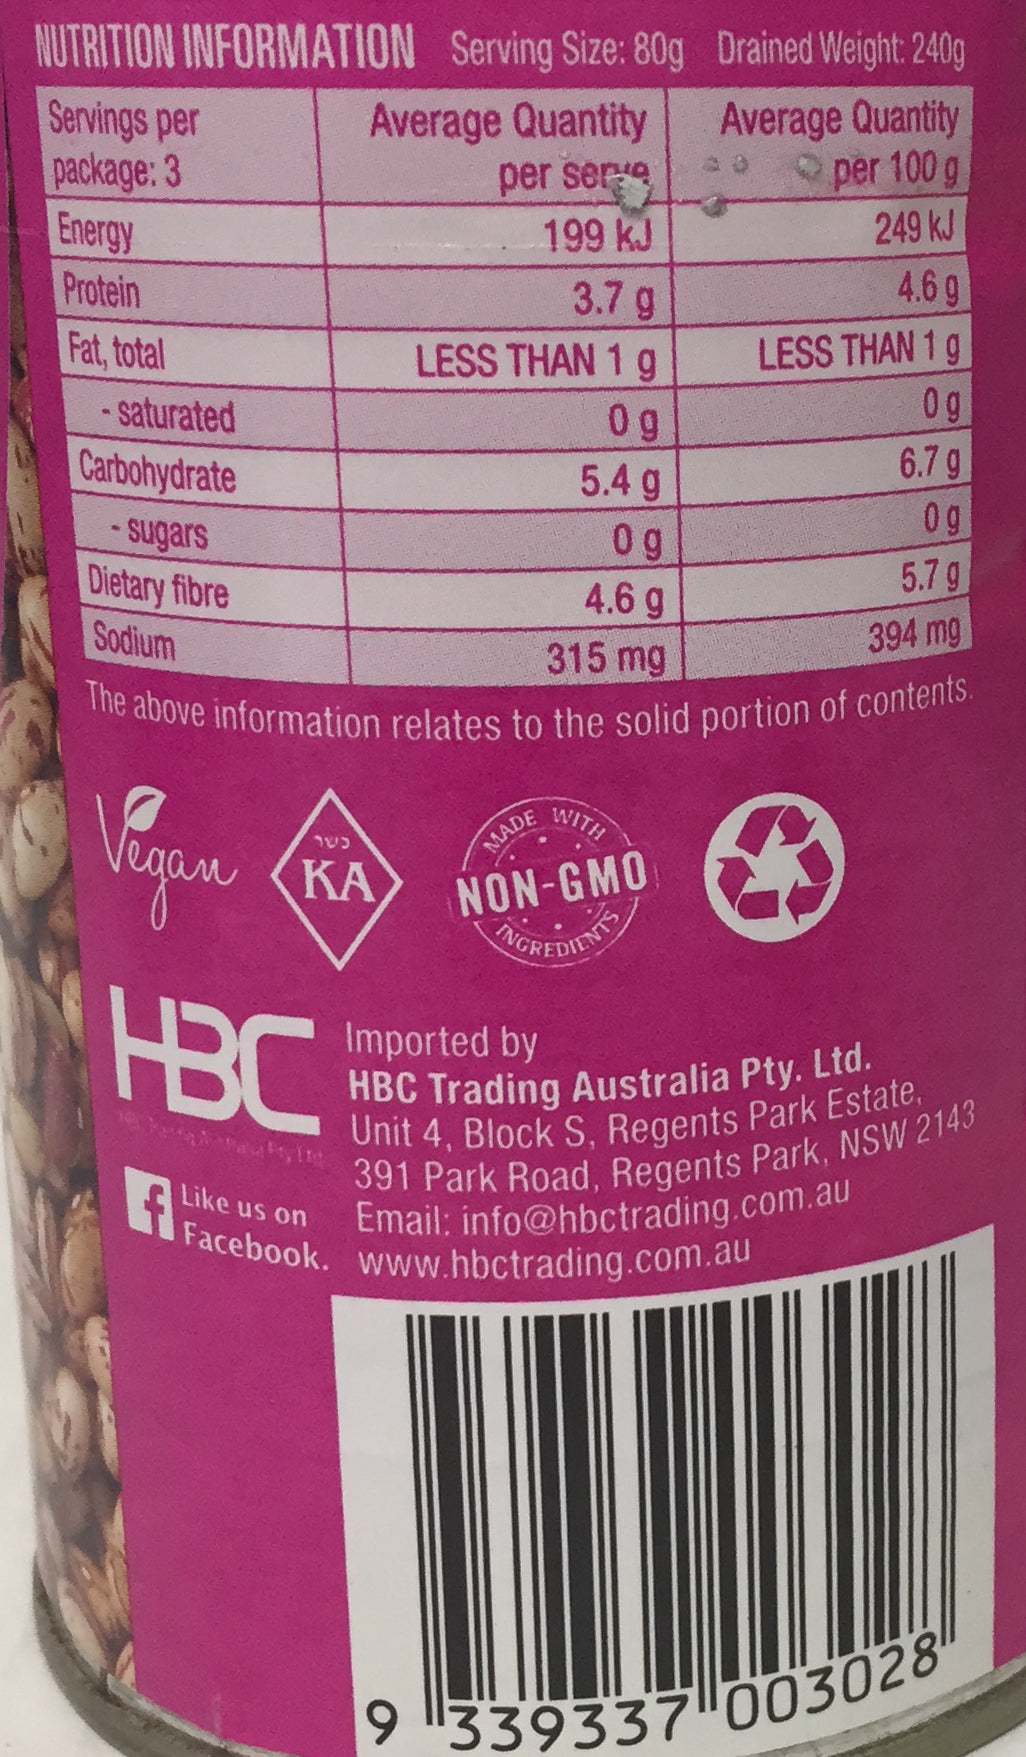 NUTRITION INFORMATION Serving Size: 80g Drained Weight: 240g
Servings per package: 3 Average Quantity per serve Average Quantity per 100 g
Energy 199 kJ 249 kJ
Protein 3.7 g 4.6 g
Fat, total LESS THAN 1 g LESS THAN 1 g
- saturated 0 g 0 g
Carbohydrate 5.4 g 6.7 g
- sugars 0 g 0 g
Dietary fibre 4.6 g 5.7 g
Sodium 315 mg 394 mg
The above information relates to the solid portion of contents.
Vegan
כשר
KA
MADE WITH
NON-GMO
INGREDIENTS
HBC
Imported by
HBC Trading Australia Pty. Ltd.
Unit 4, Block S, Regents Park Estate,
391 Park Road, Regents Park, NSW 2143
Email: info@hbctrading.com.au
www.hbctrading.com.au
HBC Trading Australia Pty Ltd
Like us on
Facebook.
9 339337 003028